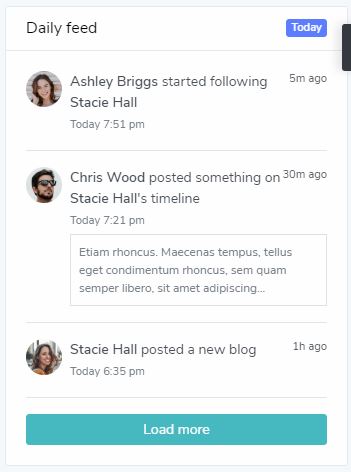 Daily feed
Today
Ashley Briggs started following
5m ago
Stacie Hall
Today 7:51 pm
Chris Wood posted something on
30m ago
Stacie Hall's timeline
Today 7:21 pm
Etiam rhoncus. Maecenas tempus, tellus
eget condimentum rhoncus, sem quam
semper libero, sit amet adipiscing...
Stacie Hall posted a new blog
1h ago
Today 6:35 pm
Load more